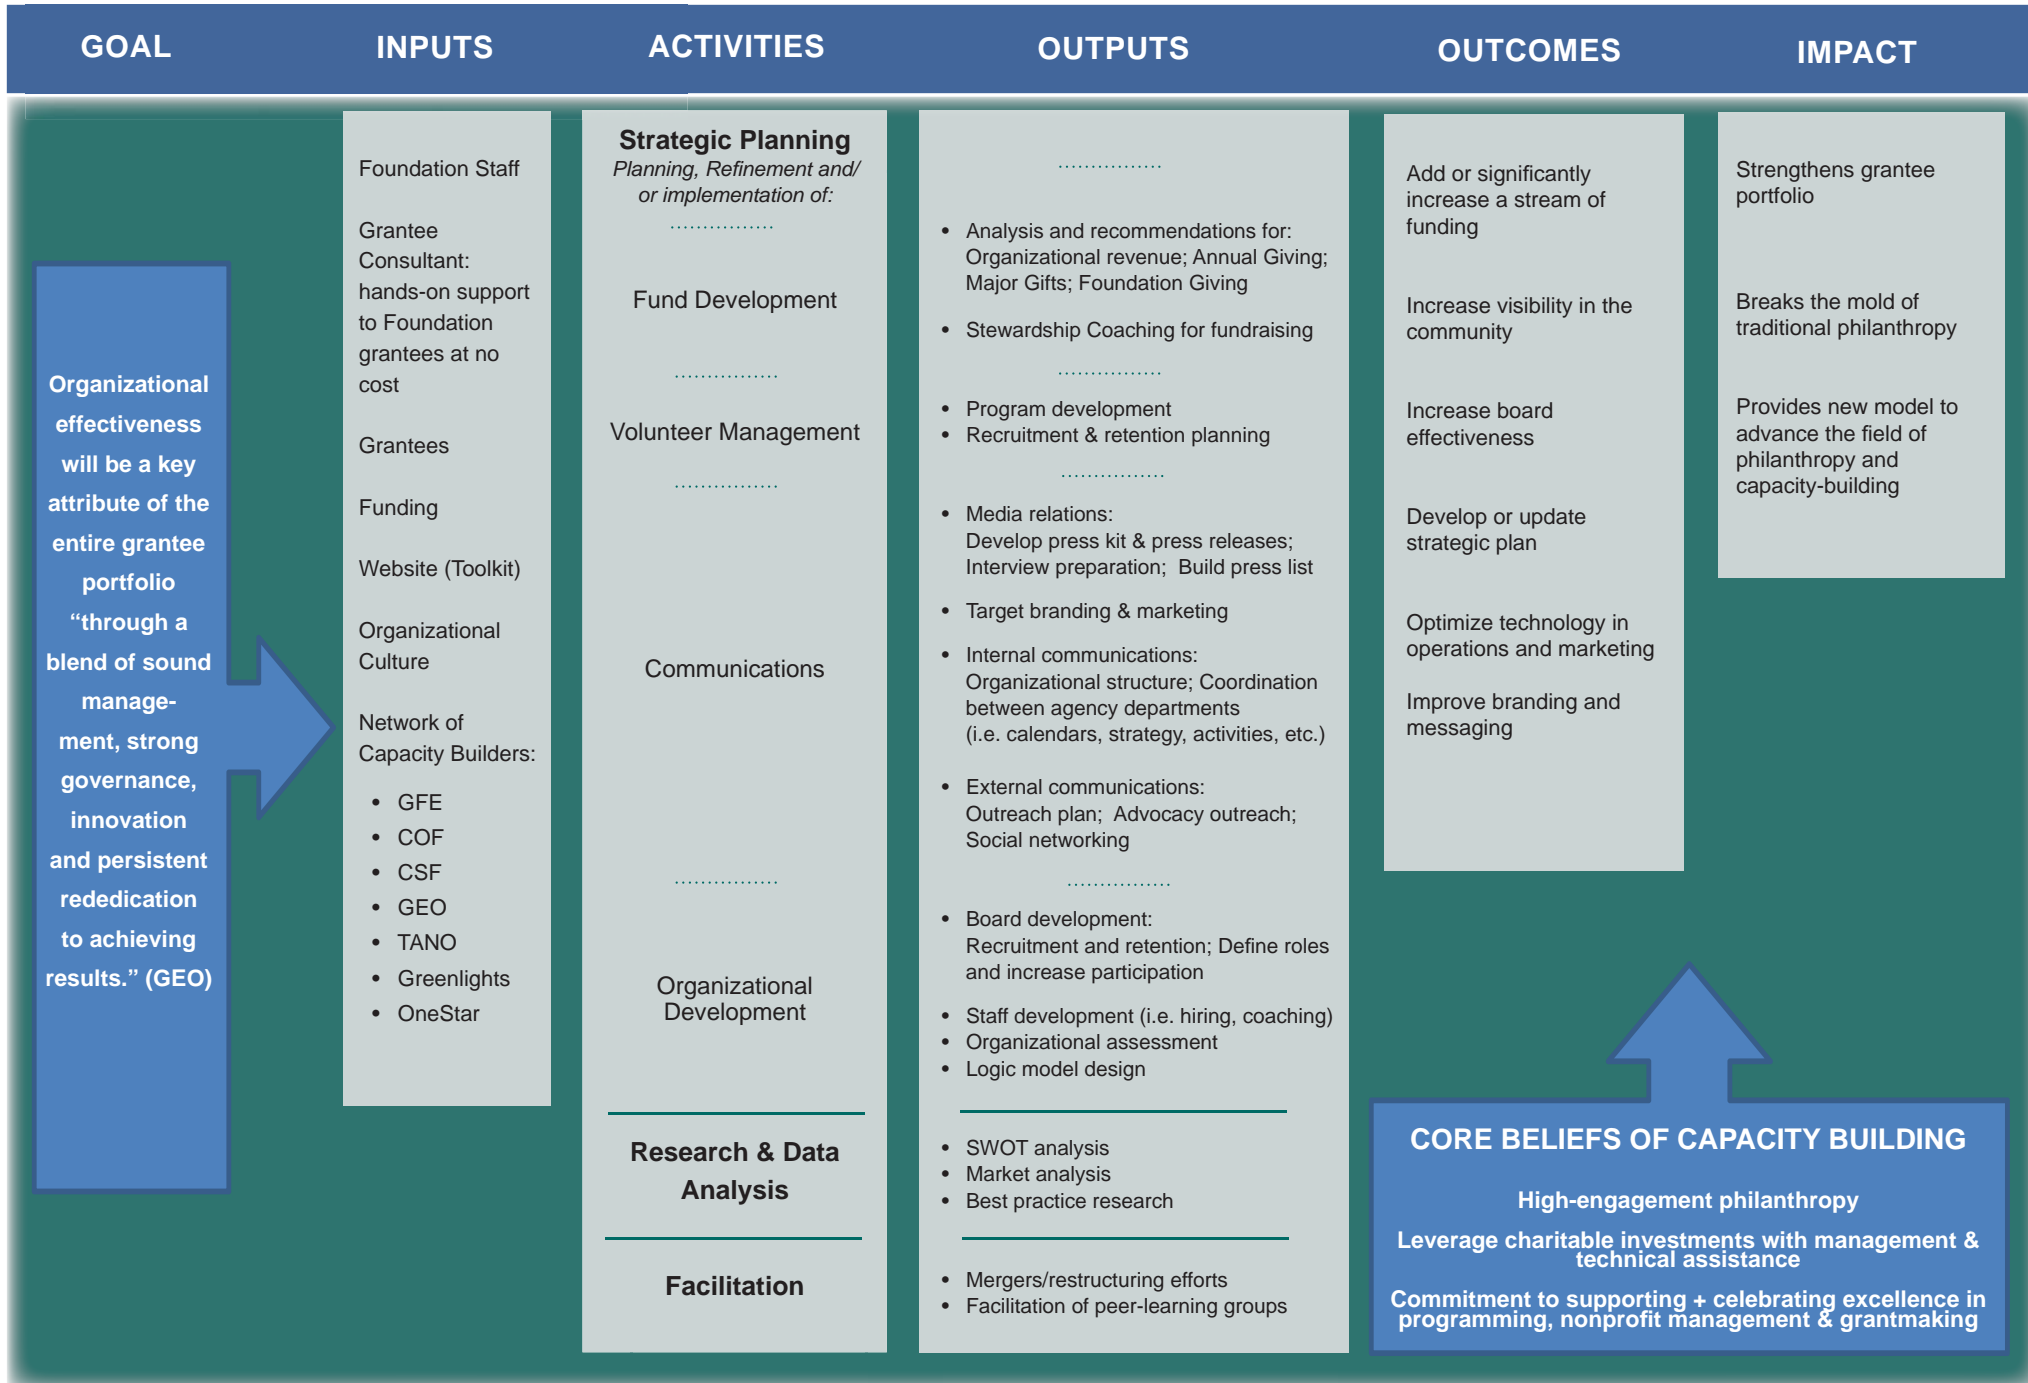 GOAL
INPUTS
ACTIVITIES
OUTPUTS
OUTCOMES
IMPACT
Organizational
effectiveness
will be a key
attribute of the
entire grantee
portfolio
“through a
blend of sound
manage-
ment, strong
governance,
innovation
and persistent
rededication
to achieving
results.” (GEO)
Foundation Staff
Grantee
Consultant:
hands-on support
to Foundation
grantees at no
cost
Grantees
Funding
Website (Toolkit)
Organizational
Culture
Network of
Capacity Builders:
• GFE
• COF
• CSF
• GEO
• TANO
• Greenlights
• OneStar
Strategic Planning
Planning, Refinement and/
or implementation of:
................
Fund Development
................
Volunteer Management
................
Communications
................
Organizational
Development
Research & Data
Analysis
Facilitation
................
• Analysis and recommendations for:
Organizational revenue; Annual Giving;
Major Gifts; Foundation Giving
• Stewardship Coaching for fundraising
................
• Program development
• Recruitment & retention planning
................
• Media relations:
Develop press kit & press releases;
Interview preparation;  Build press list
• Target branding & marketing
• Internal communications:
Organizational structure; Coordination
between agency departments
(i.e. calendars, strategy, activities, etc.)
• External communications:
Outreach plan;  Advocacy outreach;
Social networking
................
• Board development:
Recruitment and retention; Define roles
and increase participation
• Staff development (i.e. hiring, coaching)
• Organizational assessment
• Logic model design
• SWOT analysis
• Market analysis
• Best practice research
• Mergers/restructuring efforts
• Facilitation of peer-learning groups
Add or significantly
increase a stream of
funding
Increase visibility in the
community
Increase board
effectiveness
Develop or update
strategic plan
Optimize technology in
operations and marketing
Improve branding and
messaging
Strengthens grantee
portfolio
Breaks the mold of
traditional philanthropy
Provides new model to
advance the field of
philanthropy and
capacity-building
CORE BELIEFS OF CAPACITY BUILDING
High-engagement philanthropy
Leverage charitable investments with management &
technical assistance
Commitment to supporting + celebrating excellence in
programming, nonprofit management & grantmaking